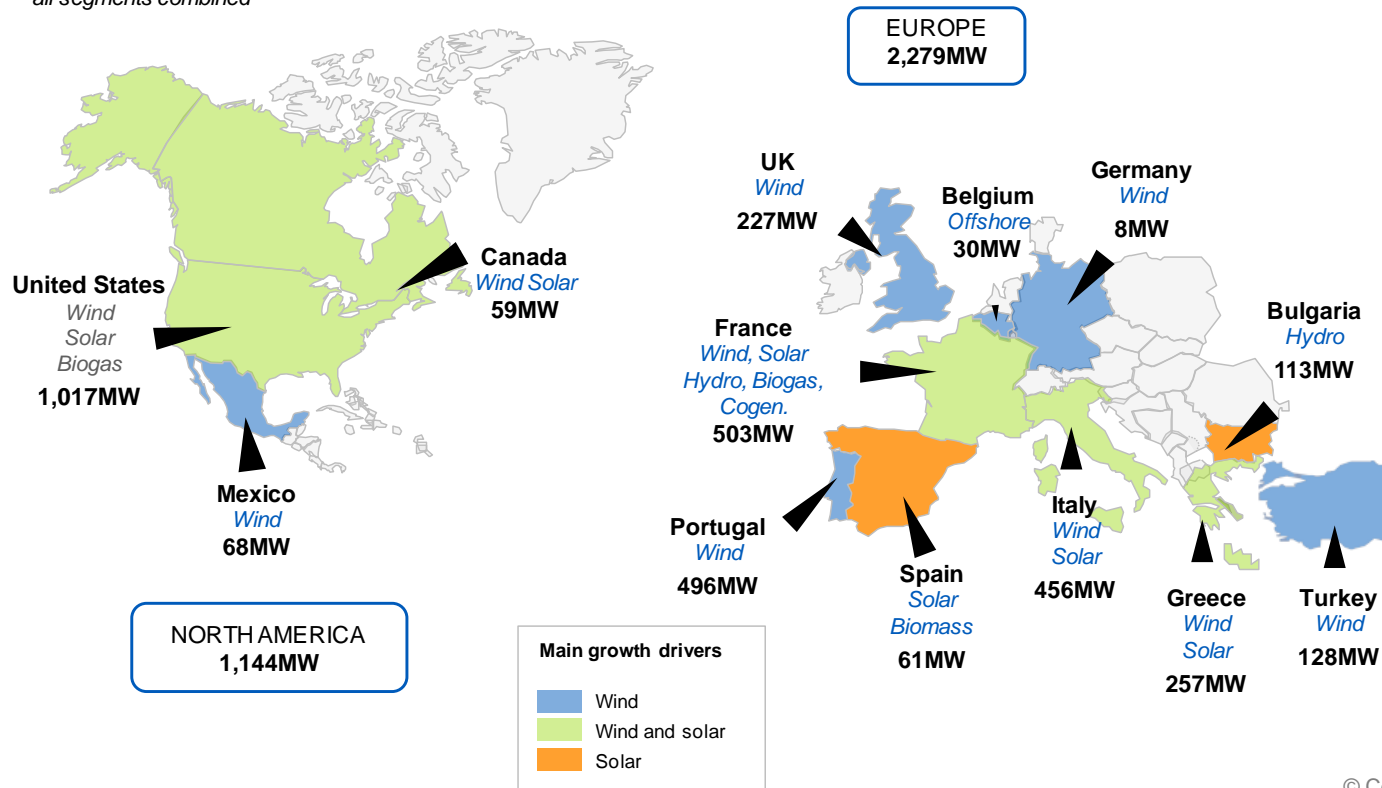 all segments combined
EUROPE
2,279MW
UK
Wind
227MW
Belgium
Offshore
30MW
Germany
Wind
8MW
Canada
Wind Solar
59MW
United States
Wind
Solar
Biogas
1,017MW
France
Wind, Solar
Hydro, Biogas,
Cogen.
503MW
Bulgaria
Hydro
113MW
Mexico
Wind
68MW
Portugal
Wind
496MW
Spain
Solar
Biomass
61MW
Italy
Wind
Solar
456MW
Greece
Wind
Solar
257MW
Turkey
Wind
128MW
NORTH AMERICA
1,144MW
Main growth drivers
Wind
Wind and solar
Solar
©